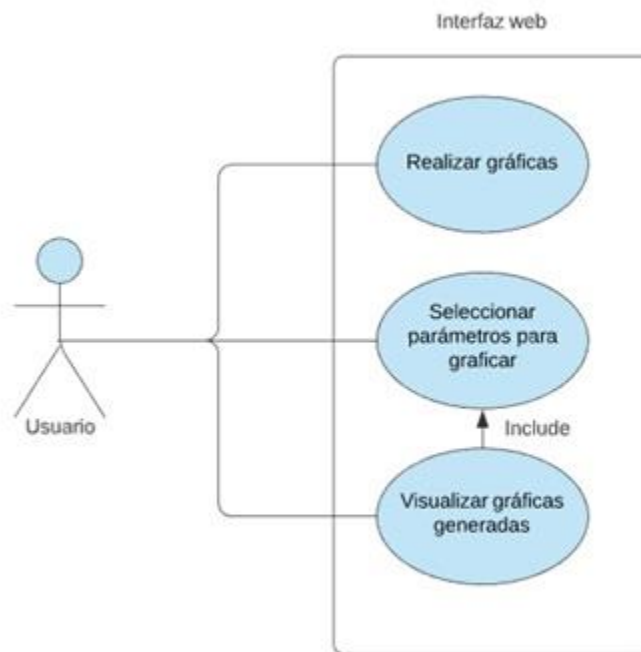 Interfaz web
Realizar gráficas
Seleccionar
parámetros para
graficar
Usuario
Include
Visualizar gráficas
generadas